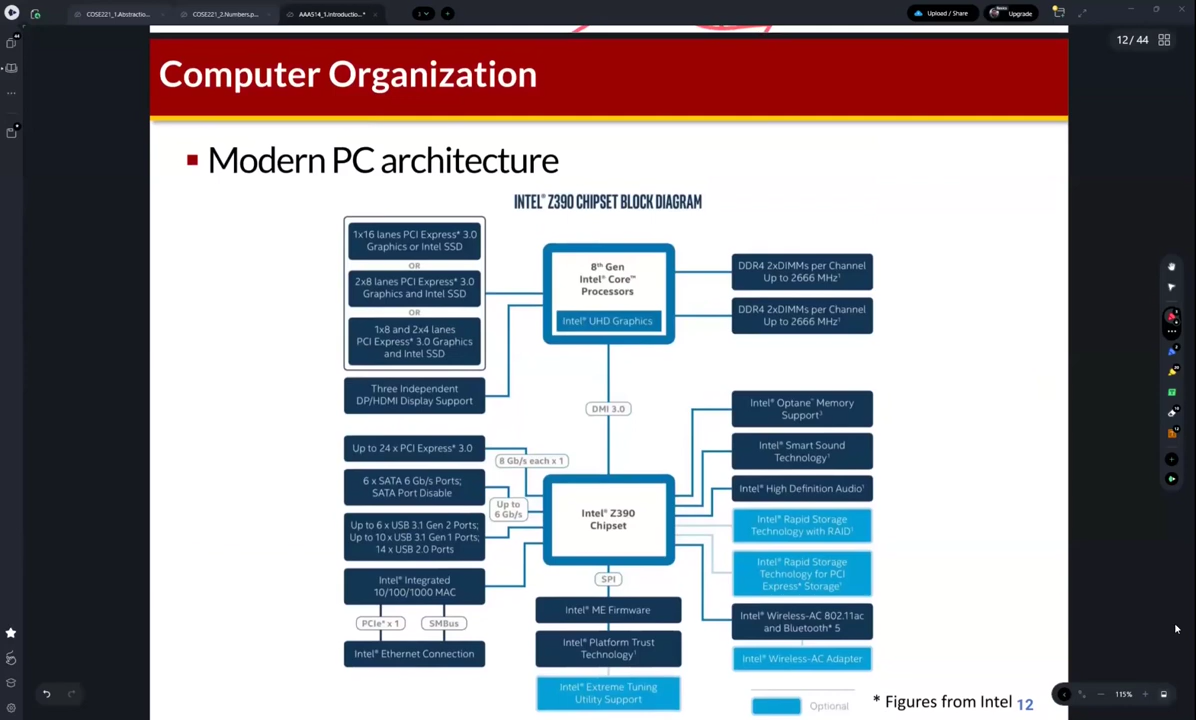 COSE221_1.Abstractio...
COSE221_2.Numbers.p...
AAA514_1.Introductio...*
2
Upload / Share
Upgrade
12/ 44
Computer Organization
Modern PC architecture
INTEL® Z390 CHIPSET BLOCK DIAGRAM
1x16 lanes PCI Express* 3.0
Graphics or Intel SSD
OR
2x8 lanes PCI Express* 3.0
Graphics and Intel SSD
OR
1x8 and 2x4 lanes
PCI Express* 3.0 Graphics
and Intel SSD
Three Independent
DP/HDMI Display Support
8th Gen
Intel® Core™
Processors
Intel® UHD Graphics
DDR4 2xDIMMs per Channel
Up to 2666 MHz¹
DDR4 2xDIMMs per Channel
Up to 2666 MHz¹
DMI 3.0
Up to 24 x PCI Express* 3.0
8 Gb/s each x 1
6 x SATA 6 Gb/s Ports;
SATA Port Disable
Up to
6 Gb/s
Up to 6 x USB 3.1 Gen 2 Ports;
Up to 10 x USB 3.1 Gen 1 Ports;
14 x USB 2.0 Ports
Intel® Integrated
10/100/1000 MAC
PCIe* x 1
SMBus
Intel® Ethernet Connection
Intel® Z390
Chipset
SPI
Intel® ME Firmware
Intel® Platform Trust
Technology¹
Intel® Extreme Tuning
Utility Support
Intel® Optane™ Memory
Support²
Intel® Smart Sound
Technology¹
Intel® High Definition Audio¹
Intel® Rapid Storage
Technology with RAID¹
Intel® Rapid Storage
Technology for PCI
Express* Storage¹
Intel® Wireless-AC 802.11ac
and Bluetooth* 5
Intel® Wireless-AC Adapter
Optional
* Figures from Intel
12
115%